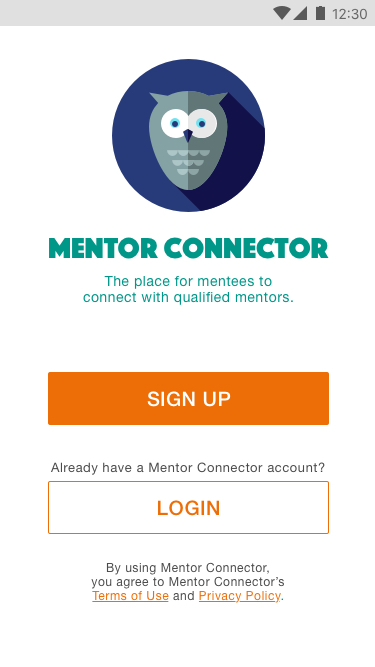 12:30
MENTOR CONNECTOR
The place for mentees to
connect with qualified mentors.
SIGN UP
Already have a Mentor Connector account?
LOGIN
By using Mentor Connector,
you agree to Mentor Connector’s
Terms of Use and Privacy Policy.